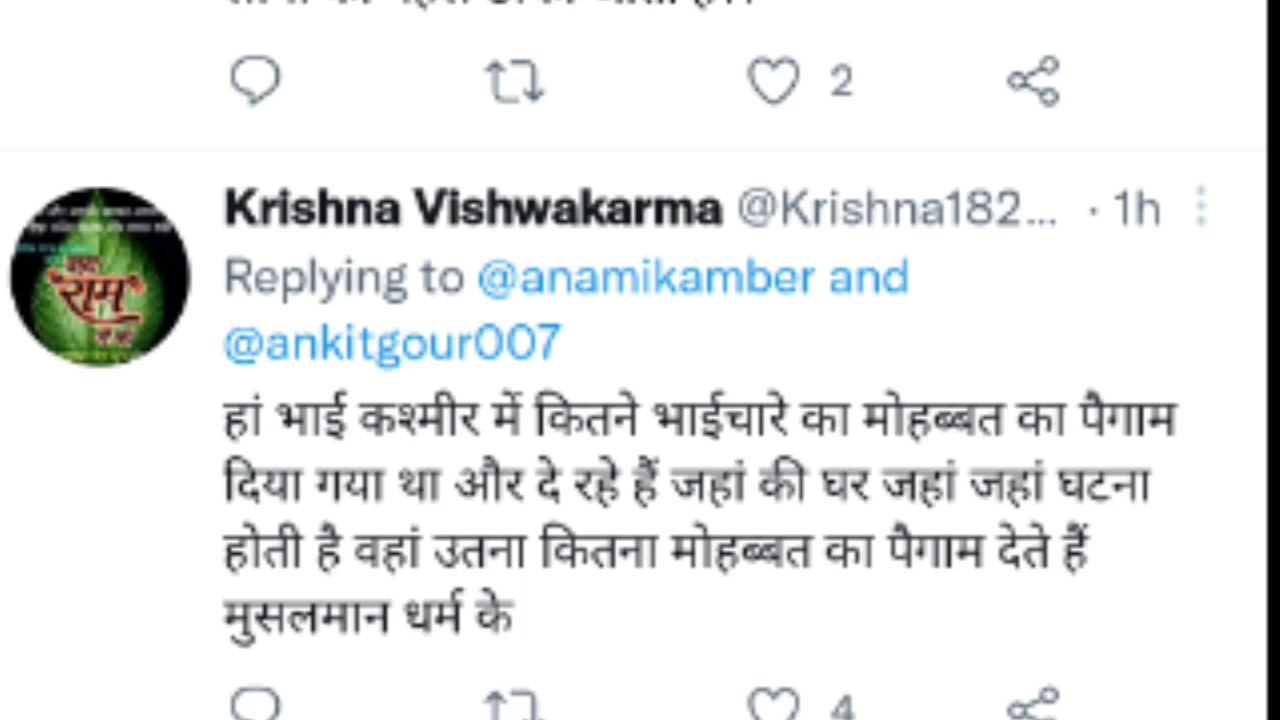 2
Krishna Vishwakarma @Krishna182... · 1h
Replying to @anamikamber and
@ankitgour007
हां भाई कश्मीर में कितने भाईचारे का मोहब्बत का पैगाम
दिया गया था और दे रहे हैं जहां की घर जहां जहां घटना
होती है वहां उतना कितना मोहब्बत का पैगाम देते हैं
मुसलमान धर्म के
4
राम